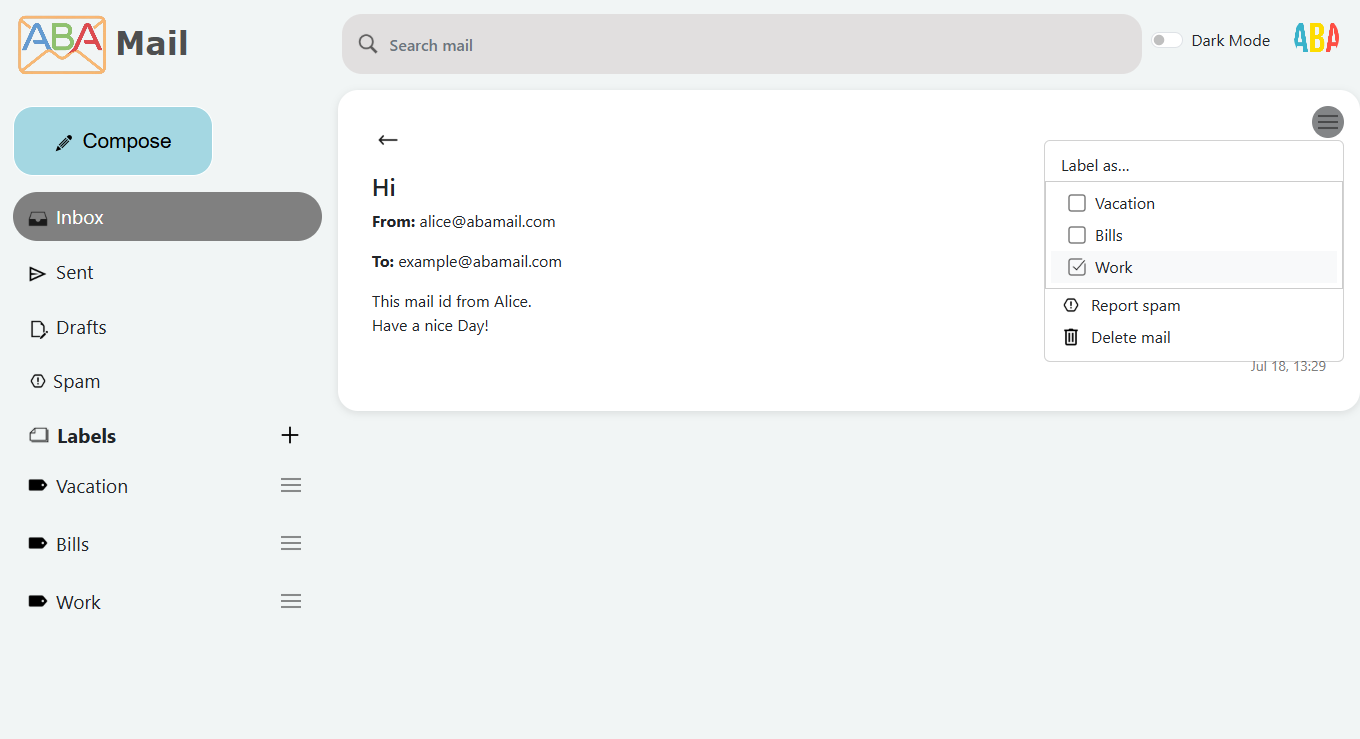 ABA Mail
Search mail
Dark Mode
ABA
Compose
Inbox
Sent
Drafts
Spam
Labels
Vacation
Bills
Work
Hi
From: alice@abamail.com
To: example@abamail.com
This mail id from Alice.
Have a nice Day!
Label as...
Vacation
Bills
Work
Report spam
Delete mail
Jul 18, 13:29